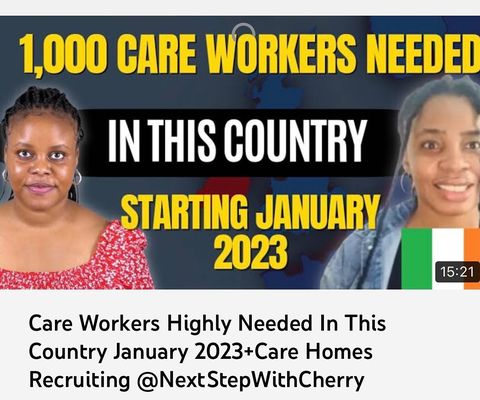 1,000 CARE WORKERS NEEDED
IN THIS COUNTRY
STARTING JANUARY
2023
15:21
Care Workers Highly Needed In This
Country January 2023+Care Homes
Recruiting @NextStepWithCherry